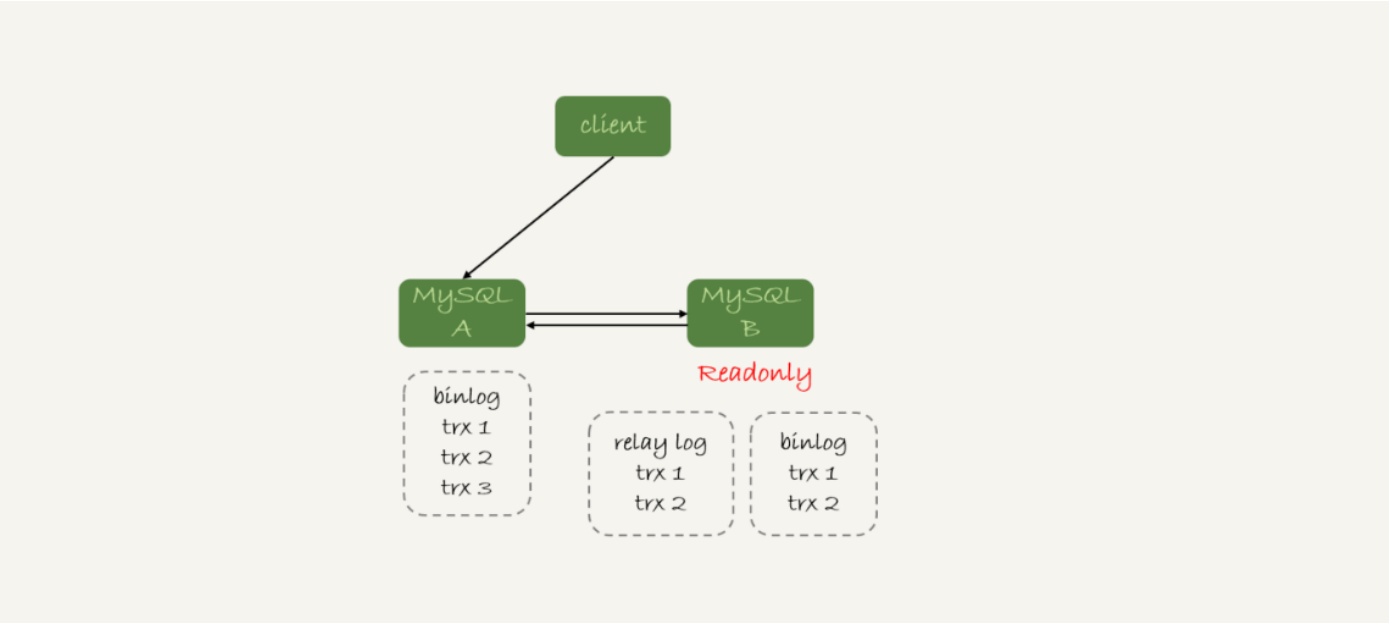 client
MySQL
A
MySQL
B
Readonly
binlog
trx 1
trx 2
trx 3
relay log
trx 1
trx 2
binlog
trx 1
trx 2